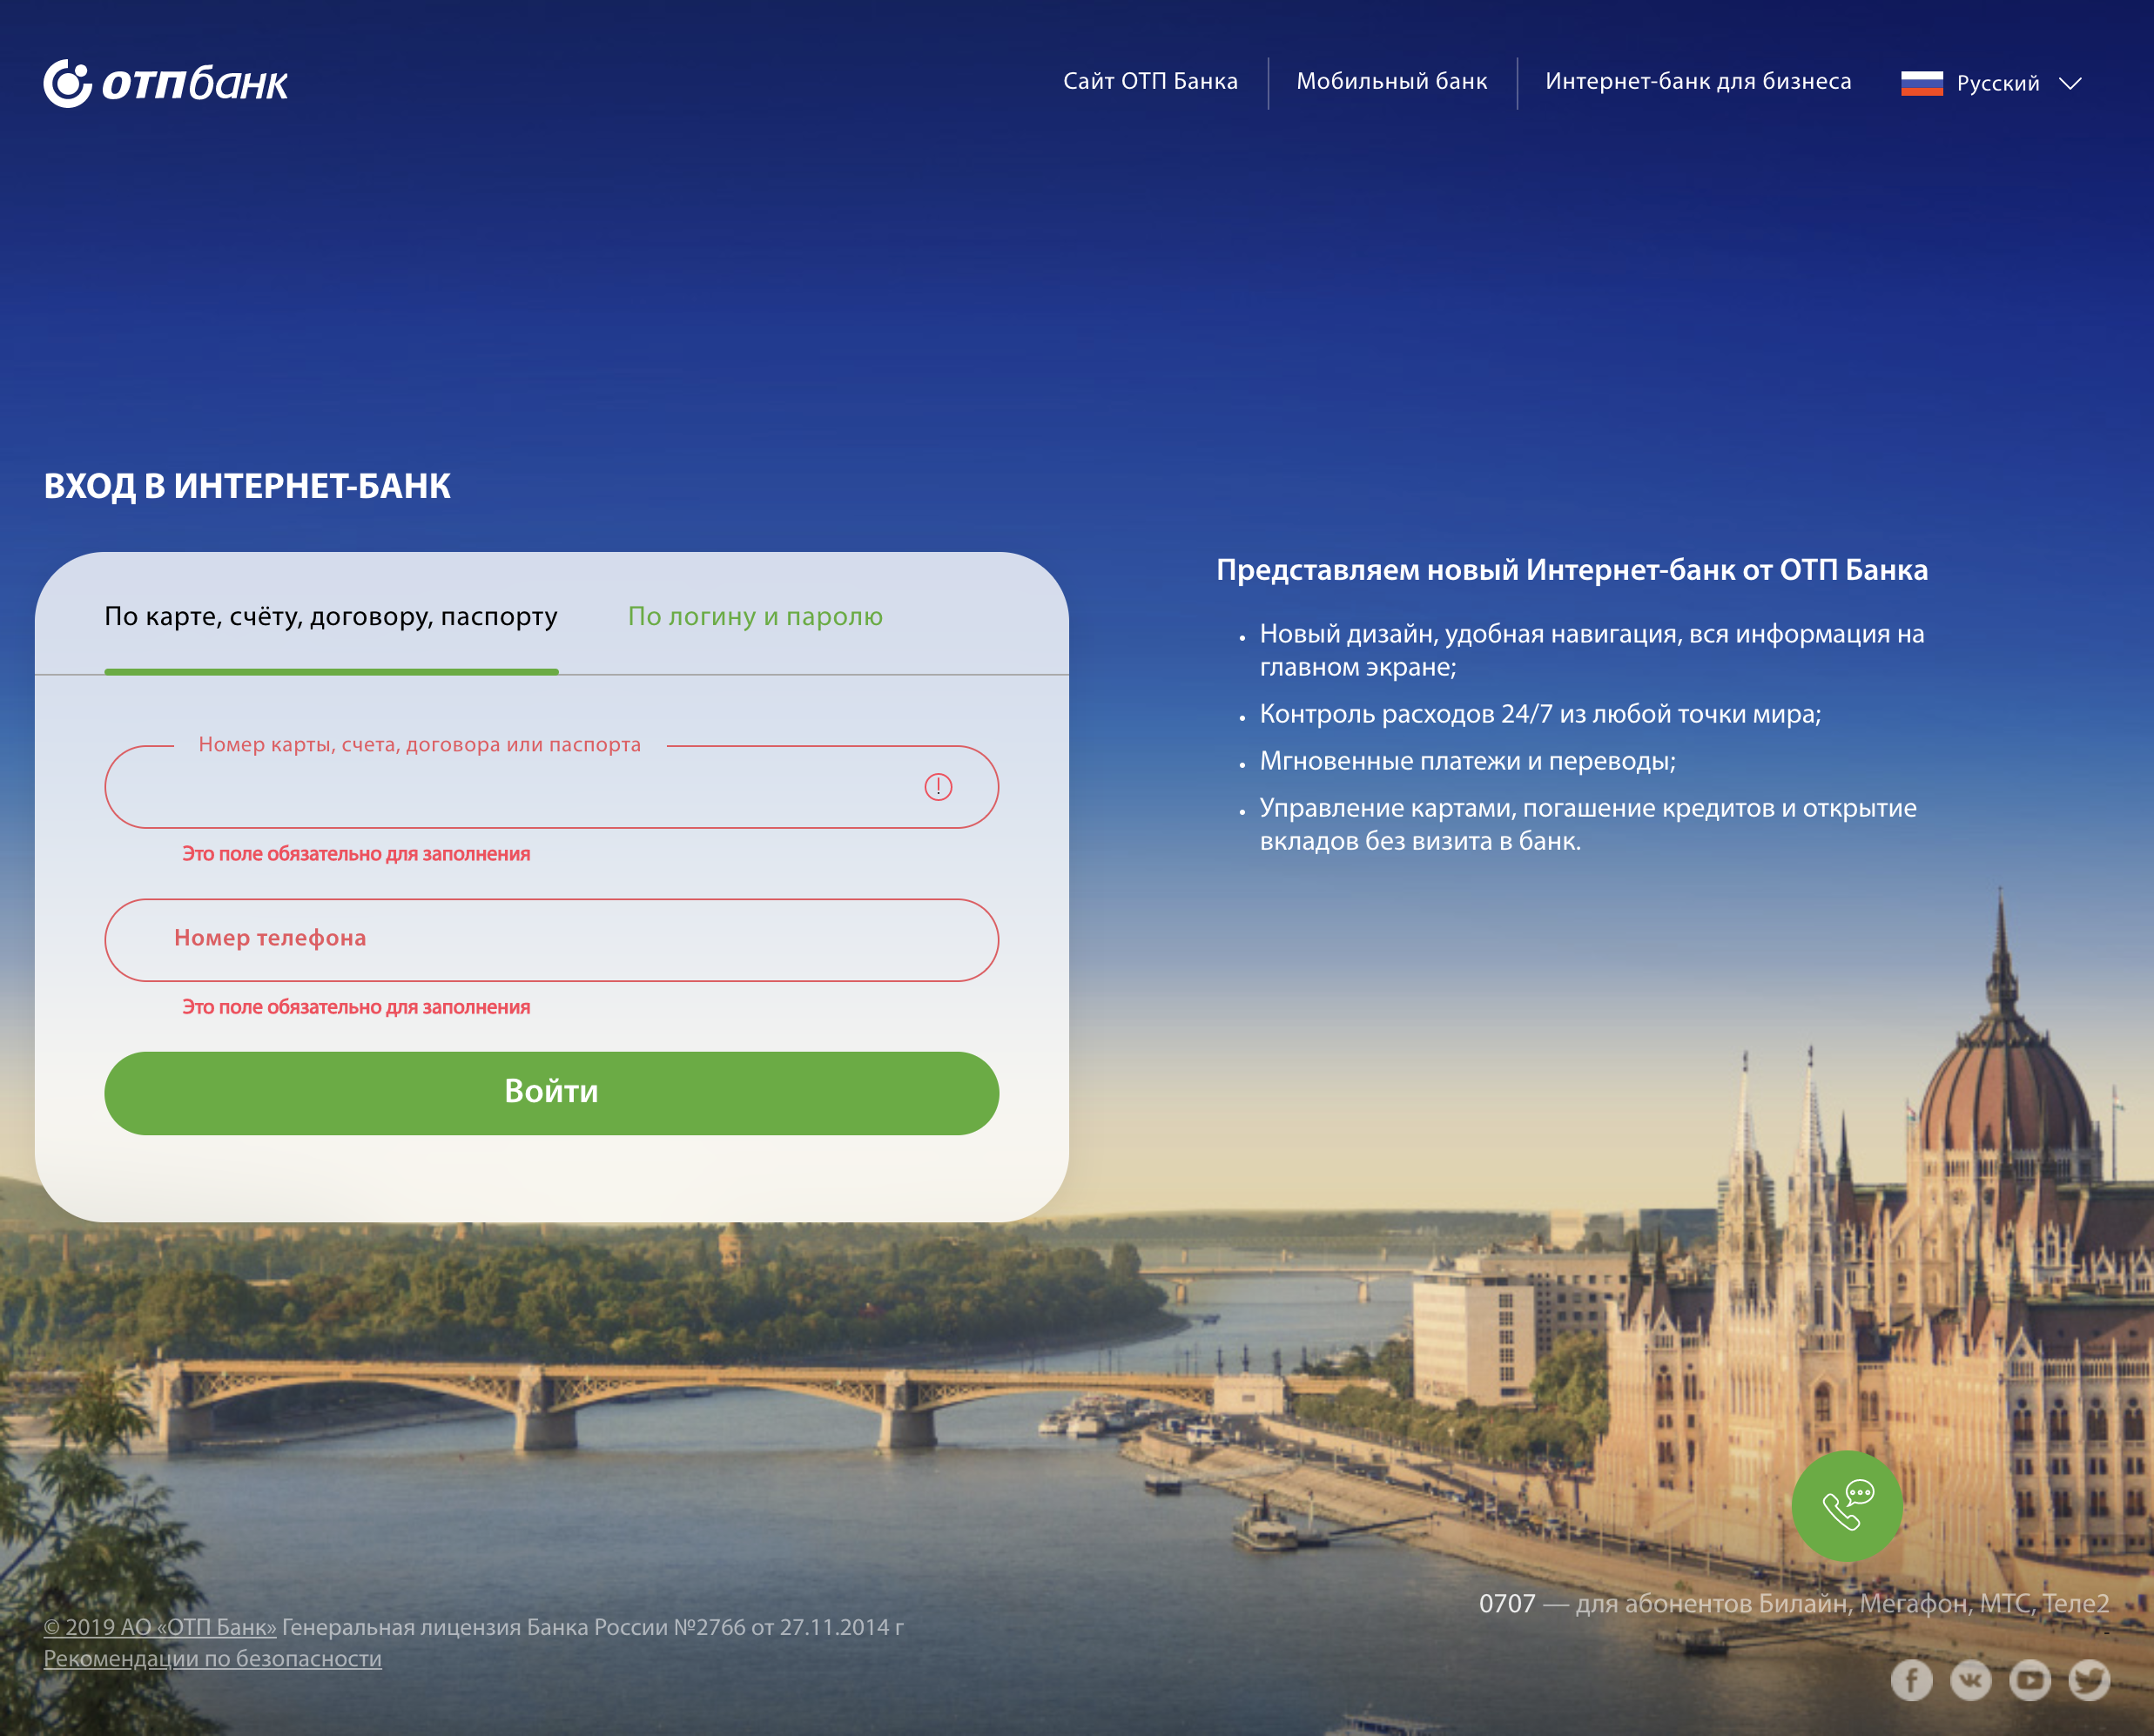 отпбанк
Сайт ОТП Банка
Мобильный банк
Интернет-банк для бизнеса
Русский
ВХОД В ИНТЕРНЕТ-БАНК
По карте, счёту, договору, паспорту
По логину и паролю
Номер карты, счета, договора или паспорта
!
Это поле обязательно для заполнения
Номер телефона
Это поле обязательно для заполнения
Войти
Представляем новый Интернет-банк от ОТП Банка
• Новый дизайн, удобная навигация, вся информация на
главном экране;
• Контроль расходов 24/7 из любой точки мира;
• Мгновенные платежи и переводы;
• Управление картами, погашение кредитов и открытие
вкладов без визита в банк.
0707 — для абонентов Билайн, Мегафон, МТС, Теле2
-
© 2019 АО «ОТП Банк» Генеральная лицензия Банка России №2766 от 27.11.2014 г
Рекомендации по безопасности